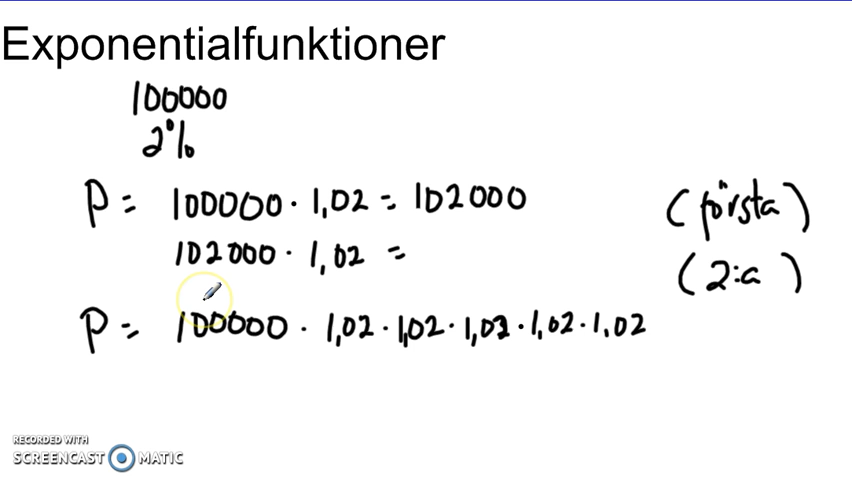 Exponentialfunktioner
100000
2%
P = 100000 · 1,02 = 102000 (första)
102000 · 1,02 = (2:a)
P = 100000 · 1,02 · 1,02 · 1,02 · 1,02 · 1,02
RECORDED WITH
SCREENCAST MATIC